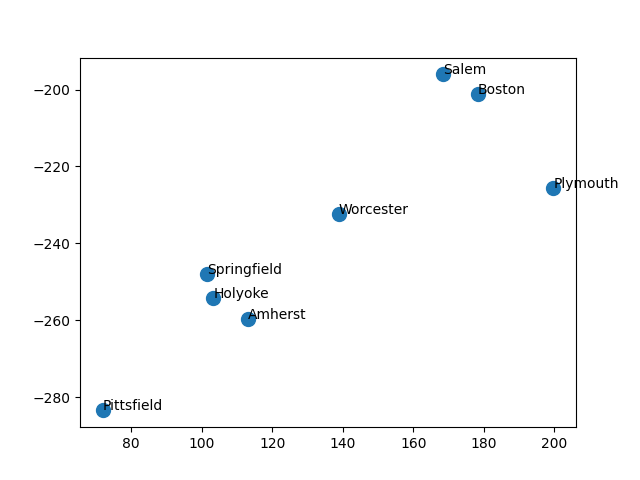 Salem
Boston
Plymouth
Worcester
Springfield
Holyoke
Amherst
Pittsfield
−200
−220
−240
−260
−280
80 100 120 140 160 180 200